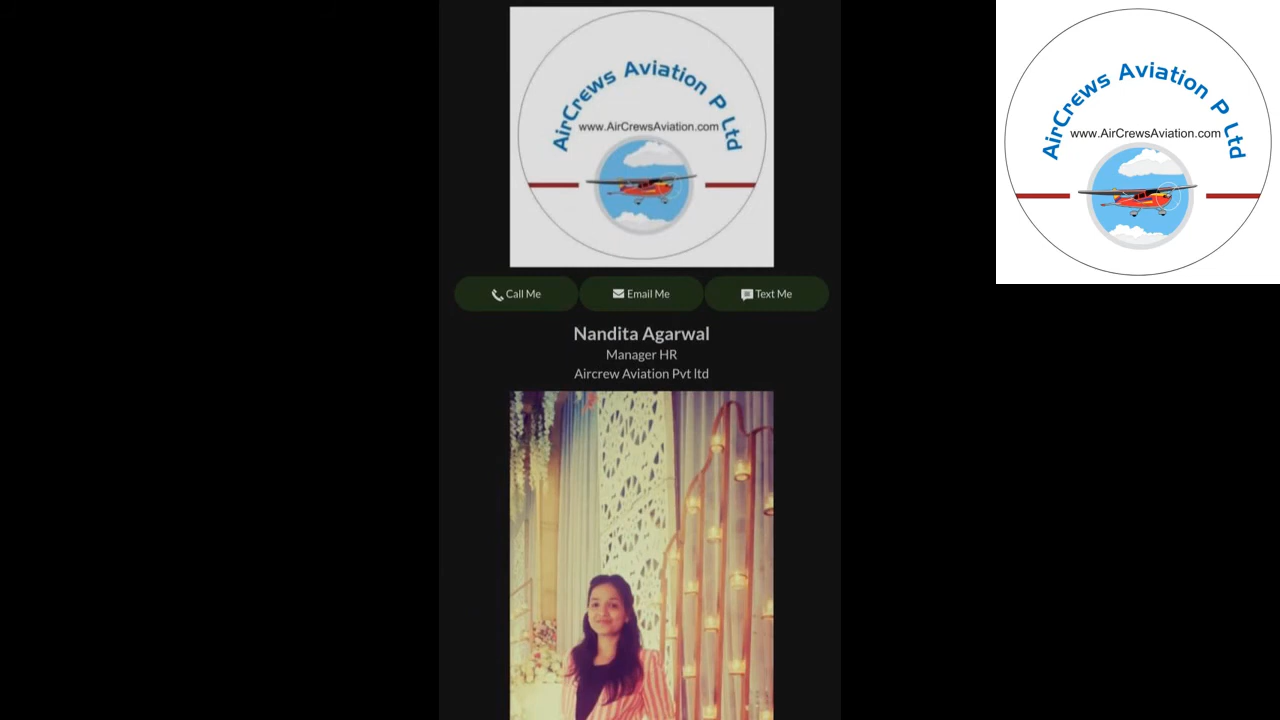 AirCrews Aviation P Ltd
www.AirCrewsAviation.com
Call Me
Email Me
Text Me
Nandita Agarwal
Manager HR
Aircrew Aviation Pvt ltd
AirCrews Aviation P Ltd
www.AirCrewsAviation.com